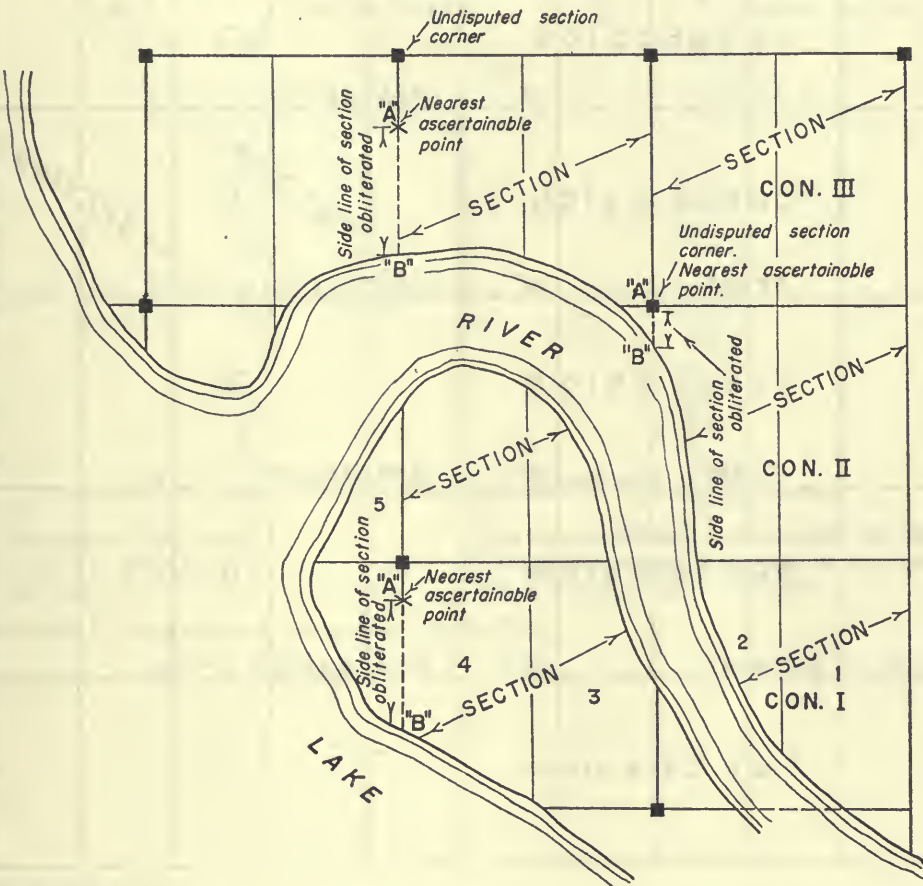 Undisputed section
corner
"A"
Nearest
ascertainable
point
Side line of section
obliterated
SECTION
SECTION
CON. III
"B"
Undisputed section
corner.
"A"
Nearest ascertainable
point.
RIVER
"B"
Side line of section
obliterated
SECTION
CON. II
SECTION
5
Side line of section
obliterated
"A"
Nearest
ascertainable
point
4
SECTION
3
2
SECTION
1
CON. I
"B"
LAKE